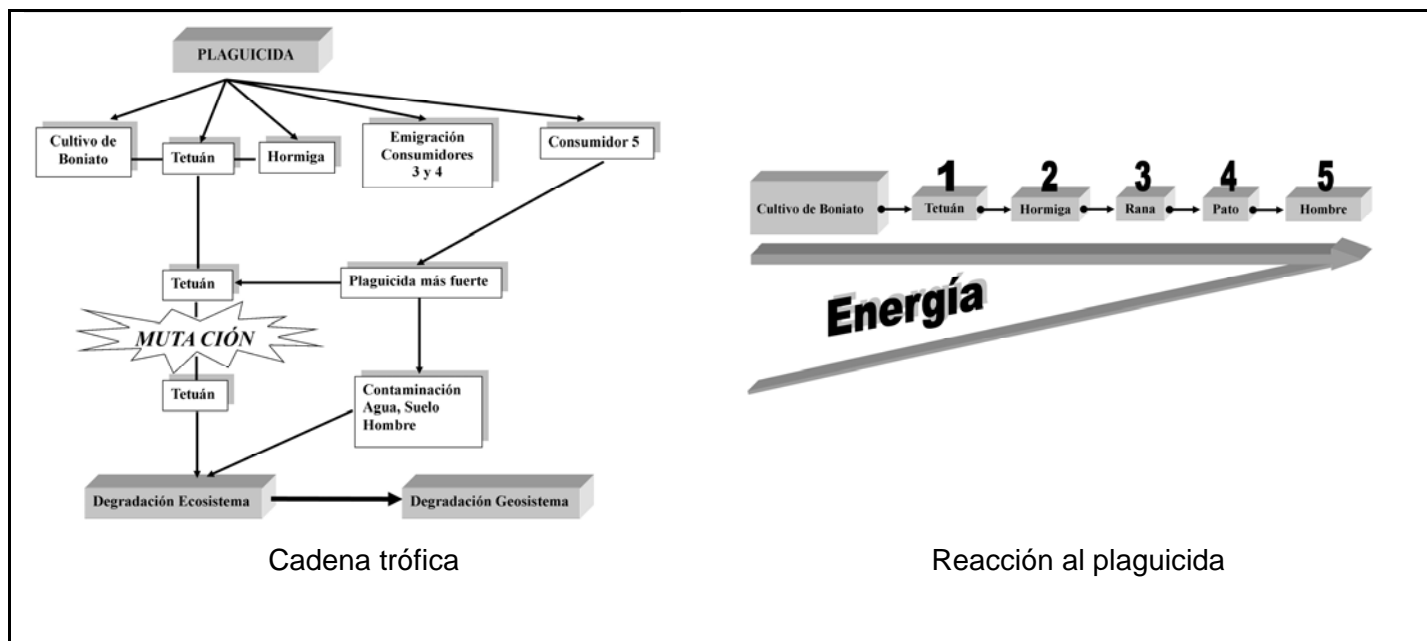 PLAGUICIDA
Cultivo de
Boniato
Tetuán
Hormiga
Emigración
Consumidores
3 y 4
Consumidor 5
Tetuán
Plaguicida más fuerte
MUTACIÓN
Tetuán
Contaminación
Agua, Suelo
Hombre
Degradación Ecosistema
Degradación Geosistema
Cadena trófica
1
2
3
4
5
Cultivo de Boniato
Tetuán
Hormiga
Rana
Pato
Hombre
Energía
Reacción al plaguicida